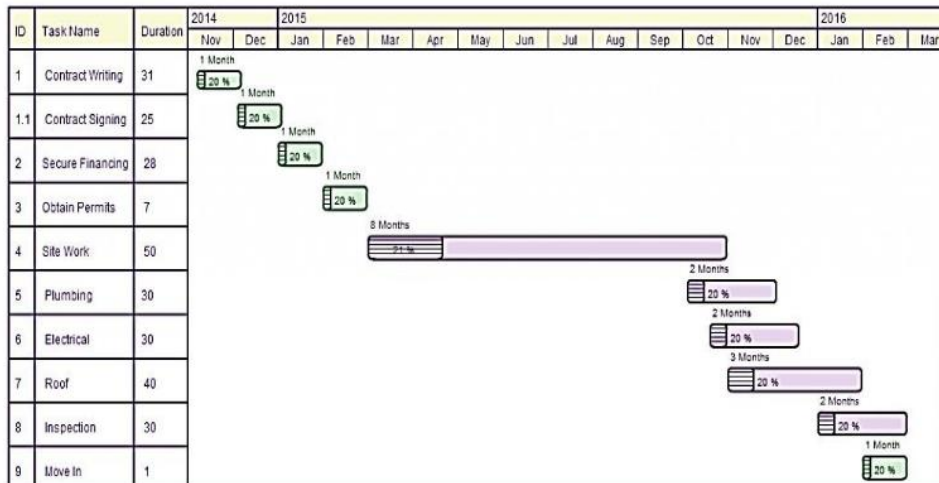 ID Task Name Duration 2014 2015 2016
Nov Dec Jan Feb Mar Apr May Jun Jul Aug Sep Oct Nov Dec Jan Feb Mar
1 Contract Writing 31 1 Month 20 %
1.1 Contract Signing 25 1 Month 20 %
2 Secure Financing 28 1 Month 20 %
3 Obtain Permits 7 1 Month 20 %
4 Site Work 50 8 Months 21 %
5 Plumbing 30 2 Months 20 %
6 Electrical 30 2 Months 20 %
7 Roof 40 3 Months 20 %
8 Inspection 30 2 Months 20 %
9 Move In 1 1 Month 20 %